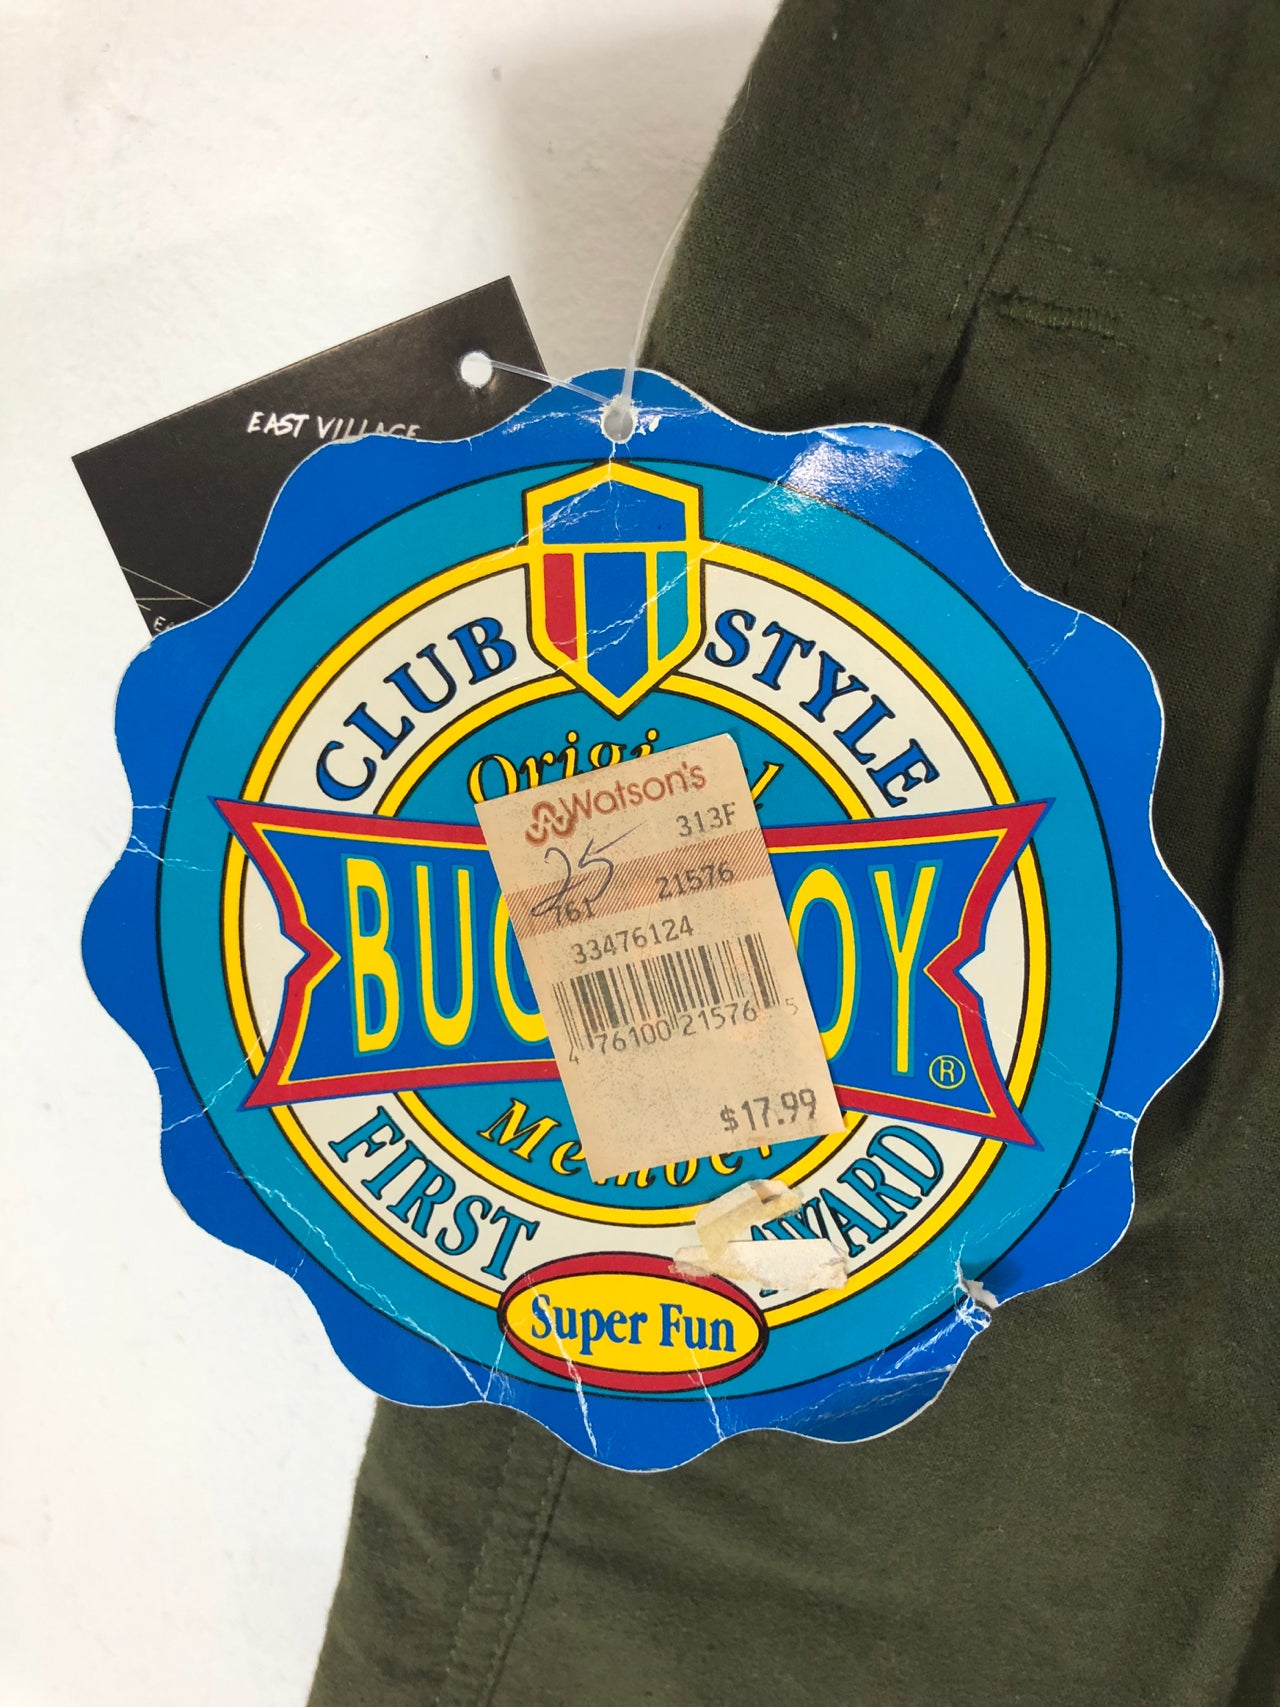 EAST VILLAGE
CLUB STYLE
Watson's
313F
25
761 21576
33476124
4 76100 21576 5
$17.99
®
FIRST AWARD
Super Fun